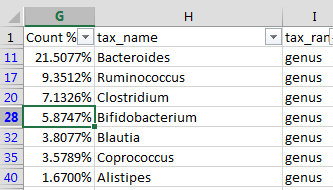 G H I
1 Count % tax_name tax_ran
11 21.5077% Bacteroides genus
17 9.3512% Ruminococcus genus
20 7.1326% Clostridium genus
28 5.8747% Bifidobacterium genus
32 3.8077% Blautia genus
35 3.5789% Coprococcus genus
40 1.6700% Alistipes genus